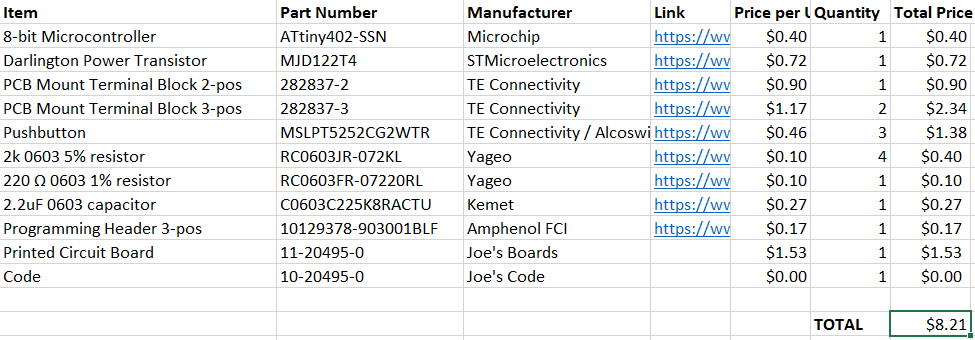 Item Part Number Manufacturer Link Price per U Quantity Total Price
8-bit Microcontroller ATtiny402-SSN Microchip https://wv $0.40 1 $0.40
Darlington Power Transistor MJD122T4 STMicroelectronics https://wv $0.72 1 $0.72
PCB Mount Terminal Block 2-pos 282837-2 TE Connectivity https://wv $0.90 1 $0.90
PCB Mount Terminal Block 3-pos 282837-3 TE Connectivity https://wv $1.17 2 $2.34
Pushbutton MSLPT5252CG2WTR TE Connectivity / Alcoswi https://wv $0.46 3 $1.38
2k 0603 5% resistor RC0603JR-072KL Yageo https://wv $0.10 4 $0.40
220 Ω 0603 1% resistor RC0603FR-07220RL Yageo https://wv $0.10 1 $0.10
2.2uF 0603 capacitor C0603C225K8RACTU Kemet https://wv $0.27 1 $0.27
Programming Header 3-pos 10129378-903001BLF Amphenol FCI https://wv $0.17 1 $0.17
Printed Circuit Board 11-20495-0 Joe's Boards $1.53 1 $1.53
Code 10-20495-0 Joe's Code $0.00 1 $0.00
TOTAL $8.21